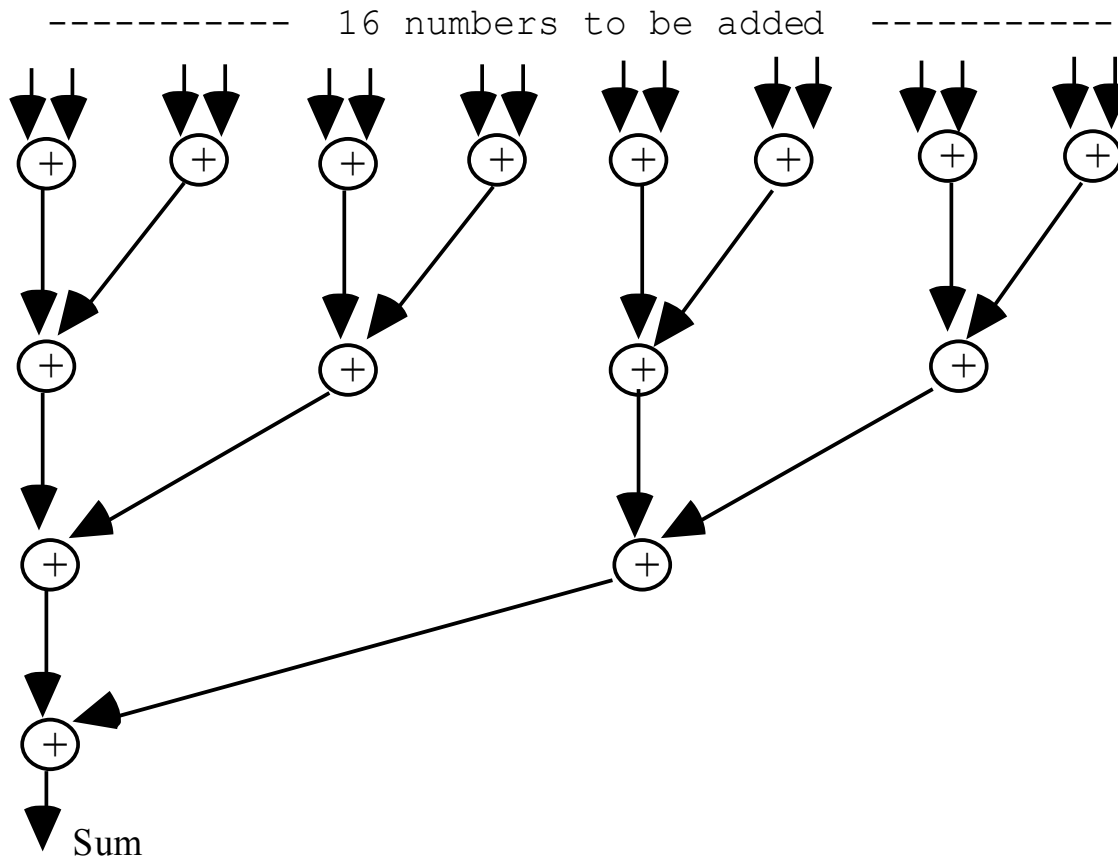 ----------- 16 numbers to be added -----------
+ + + + + + + +
+ + + +
+ +
+
Sum